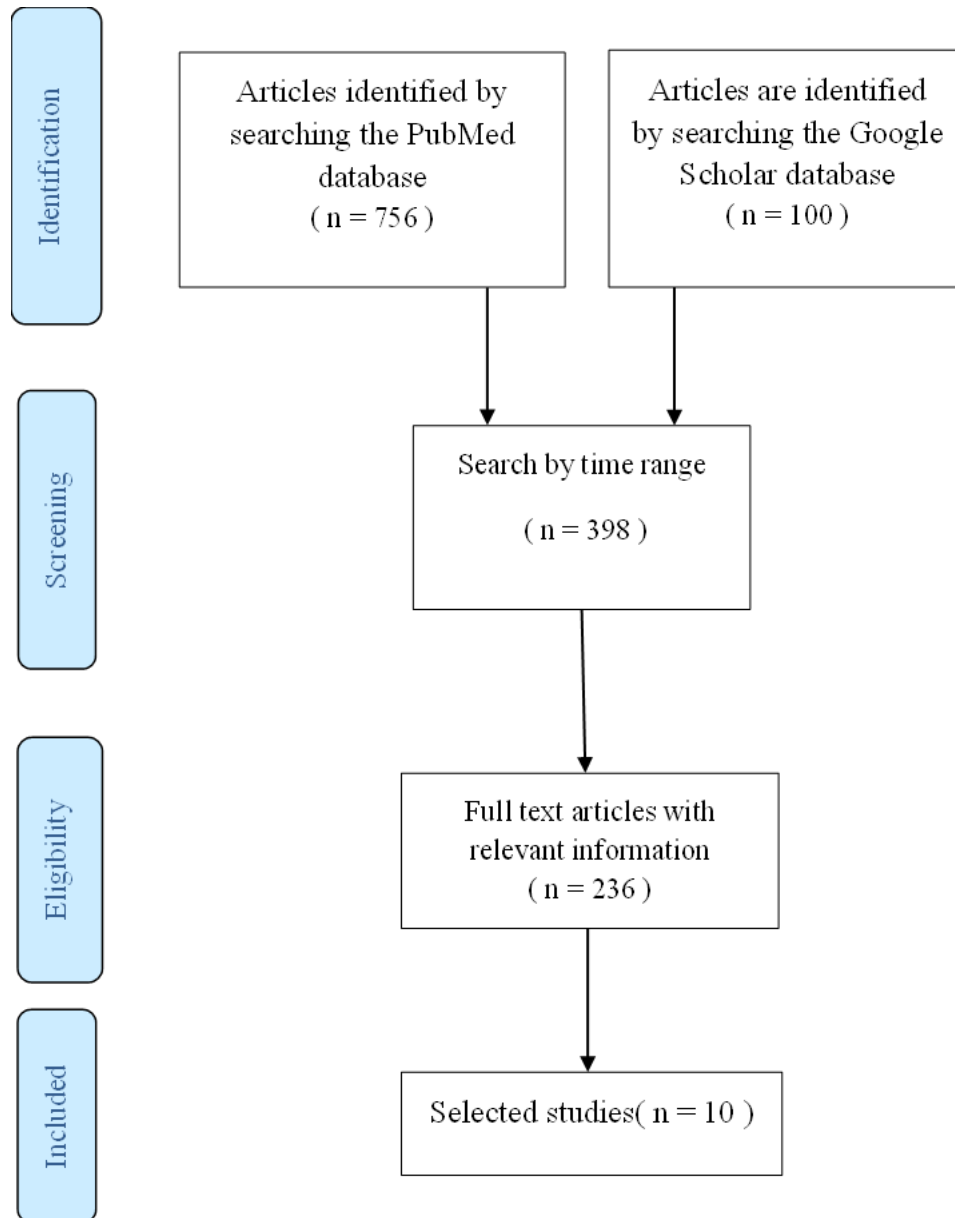 Identification
Articles identified by
searching the PubMed
database
( n = 756 )
Articles are identified
by searching the Google
Scholar database
( n = 100 )
Screening
Search by time range
( n = 398 )
Eligibility
Full text articles with
relevant information
( n = 236 )
Included
Selected studies( n = 10 )